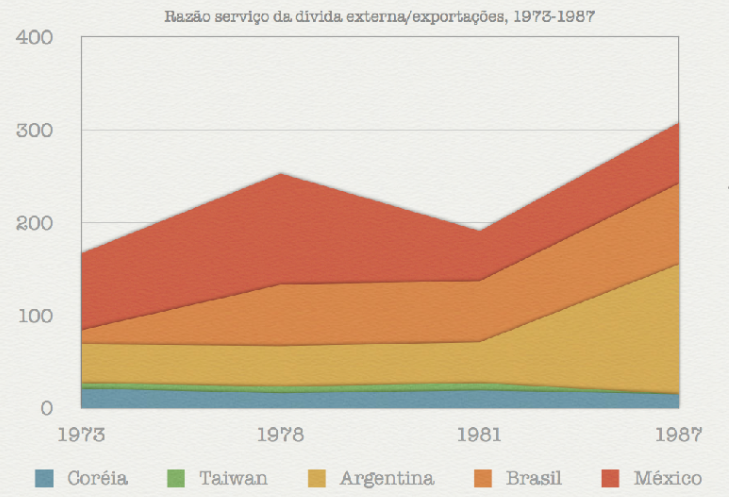 Razão serviço da dívida externa/exportações, 1973-1987
400
300
200
100
0
1973 1978 1981 1987
Coréia Taiwan Argentina Brasil México